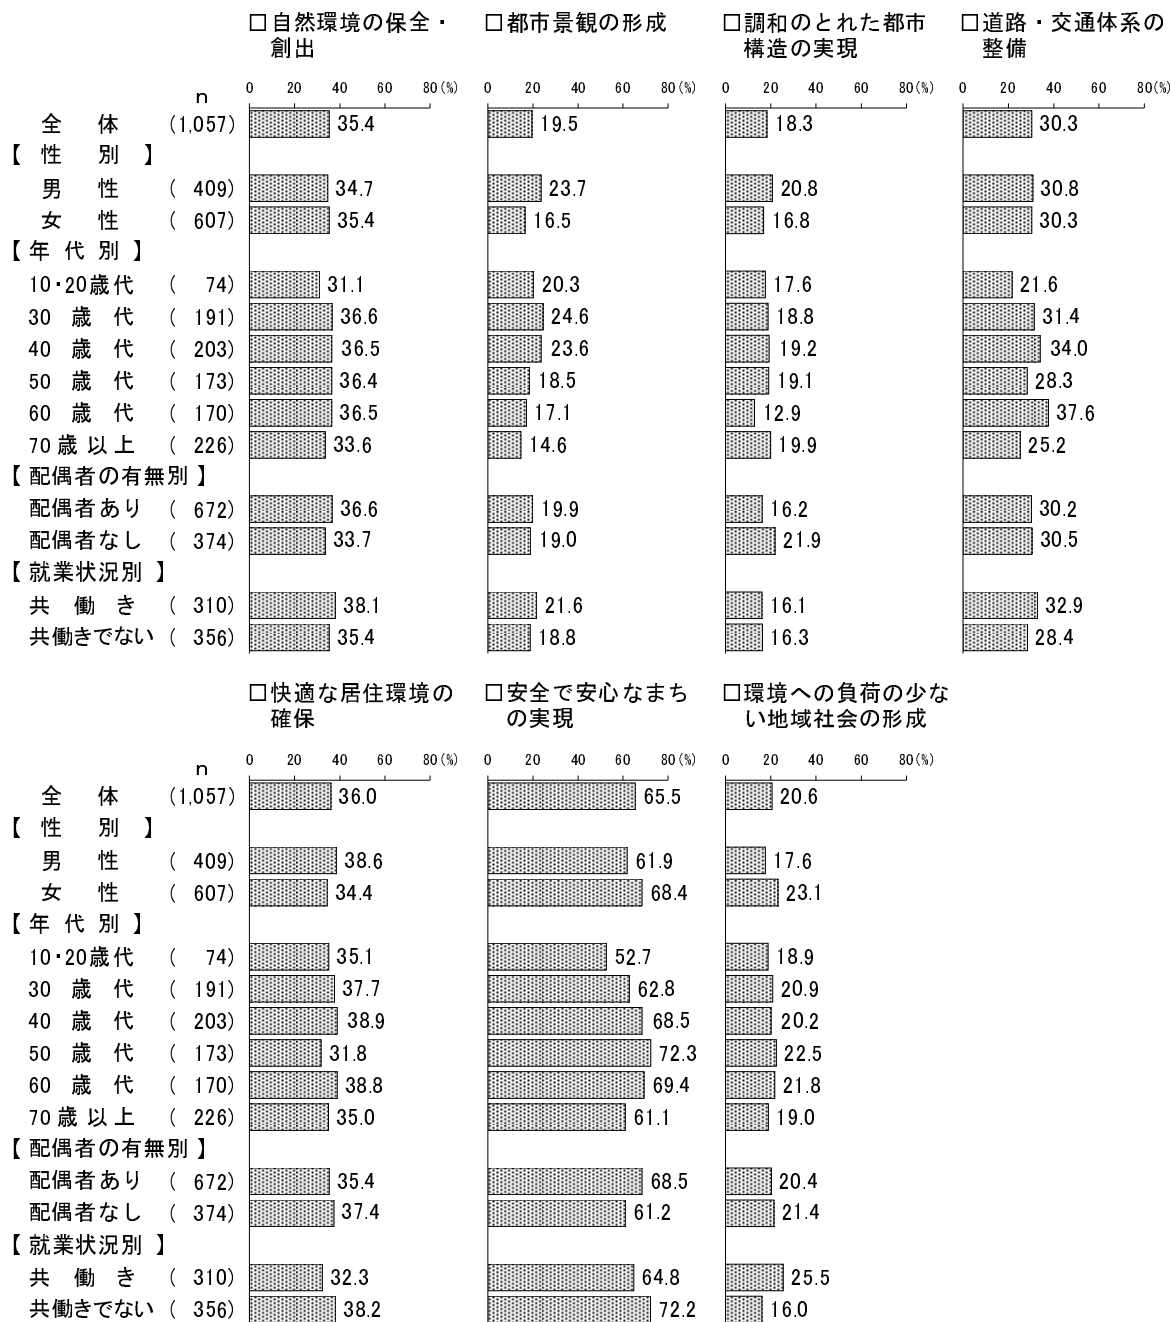 □自然環境の保全・ □都市景観の形成 □調和のとれた都市 □道路・交通体系の
創出 構造の実現 整備
n 0 20 40 60 80(%) 0 20 40 60 80(%) 0 20 40 60 80(%) 0 20 40 60 80(%)
全 体 (1,057) 35.4 19.5 18.3 30.3
【 性 別 】
男 性 ( 409) 34.7 23.7 20.8 30.8
女 性 ( 607) 35.4 16.5 16.8 30.3
【 年 代 別 】
10・20歳代 ( 74) 31.1 20.3 17.6 21.6
30 歳 代 ( 191) 36.6 24.6 18.8 31.4
40 歳 代 ( 203) 36.5 23.6 19.2 34.0
50 歳 代 ( 173) 36.4 18.5 19.1 28.3
60 歳 代 ( 170) 36.5 17.1 12.9 37.6
70 歳 以 上 ( 226) 33.6 14.6 19.9 25.2
【 配偶者の有無別 】
配偶者あり ( 672) 36.6 19.9 16.2 30.2
配偶者なし ( 374) 33.7 19.0 21.9 30.5
【 就業状況別 】
共 働 き ( 310) 38.1 21.6 16.1 32.9
共働きでない ( 356) 35.4 18.8 16.3 28.4
□快適な居住環境の □安全で安心なまち □環境への負荷の少な
確保 の実現 い地域社会の形成
n 0 20 40 60 80(%) 0 20 40 60 80(%) 0 20 40 60 80(%)
全 体 (1,057) 36.0 65.5 20.6
【 性 別 】
男 性 ( 409) 38.6 61.9 17.6
女 性 ( 607) 34.4 68.4 23.1
【 年 代 別 】
10・20歳代 ( 74) 35.1 52.7 18.9
30 歳 代 ( 191) 37.7 62.8 20.9
40 歳 代 ( 203) 38.9 68.5 20.2
50 歳 代 ( 173) 31.8 72.3 22.5
60 歳 代 ( 170) 38.8 69.4 21.8
70 歳 以 上 ( 226) 35.0 61.1 19.0
【 配偶者の有無別 】
配偶者あり ( 672) 35.4 68.5 20.4
配偶者なし ( 374) 37.4 61.2 21.4
【 就業状況別 】
共 働 き ( 310) 32.3 64.8 25.5
共働きでない ( 356) 38.2 72.2 16.0